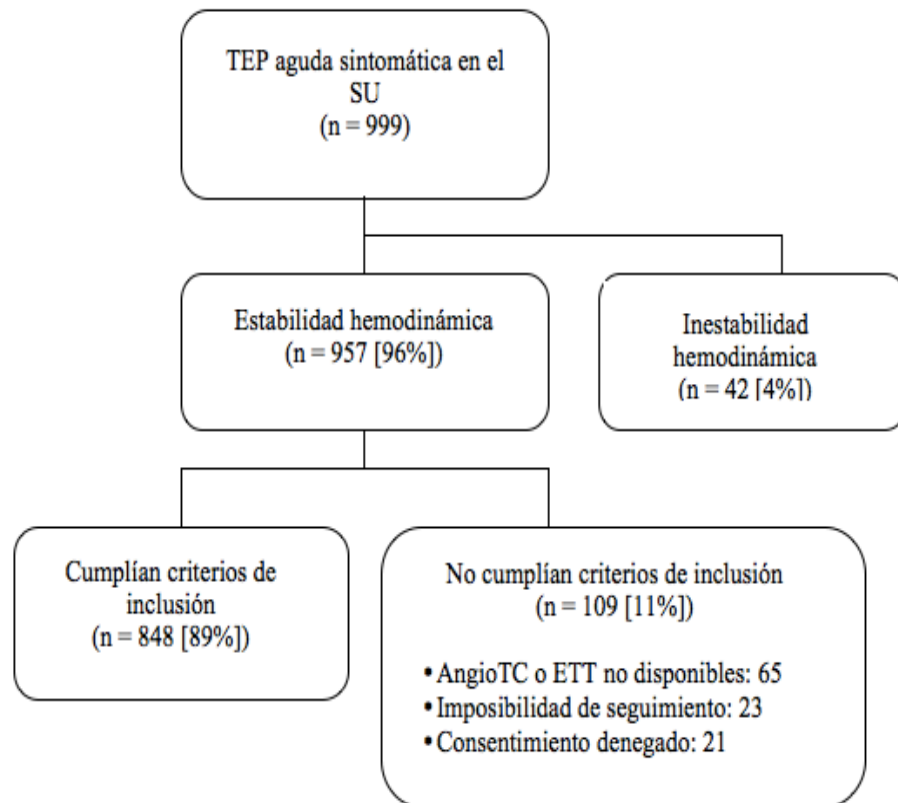 TEP aguda sintomática en el
SU
(n = 999)
Estabilidad hemodinámica
(n = 957 [96%])
Inestabilidad
hemodinámica
(n = 42 [4%])
Cumplían criterios de
inclusión
(n = 848 [89%])
No cumplían criterios de inclusión
(n = 109 [11%])
• AngioTC o ETT no disponibles: 65
• Imposibilidad de seguimiento: 23
• Consentimiento denegado: 21